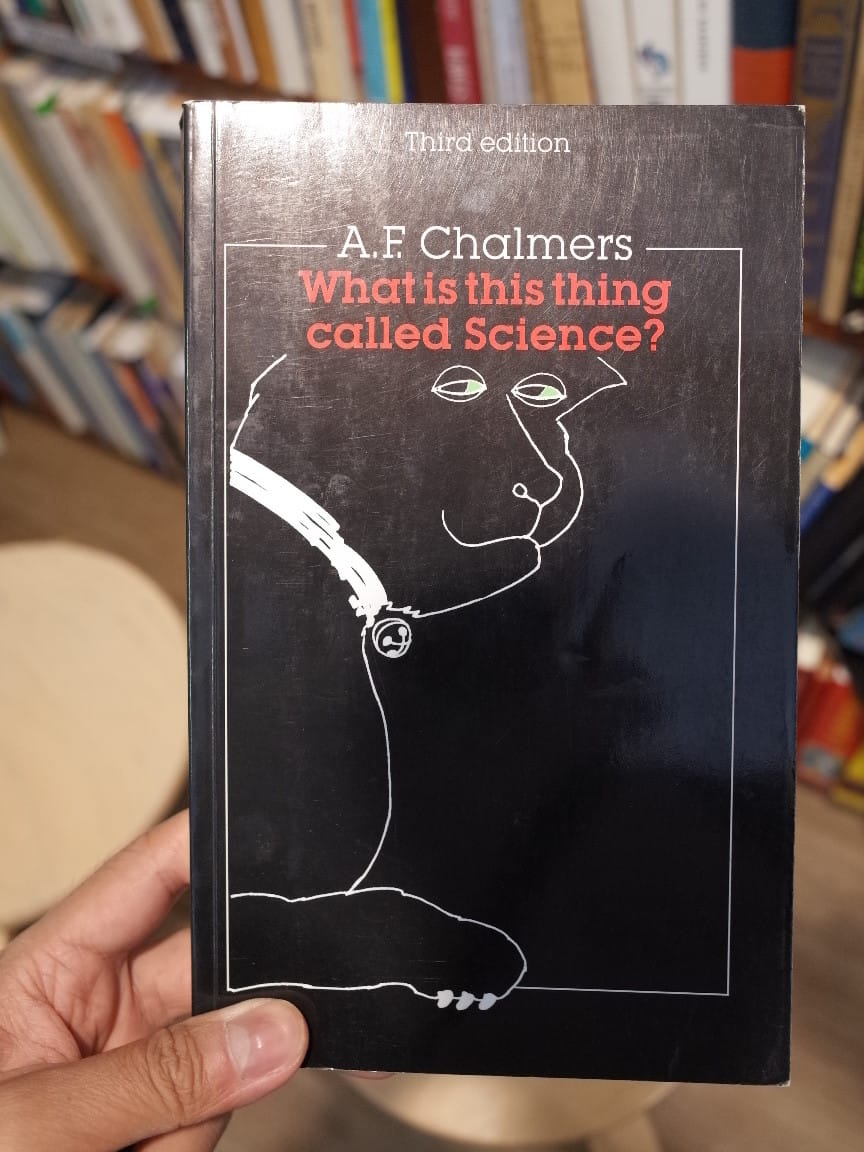 Third edition
A.F. Chalmers
What is this thing
called Science?